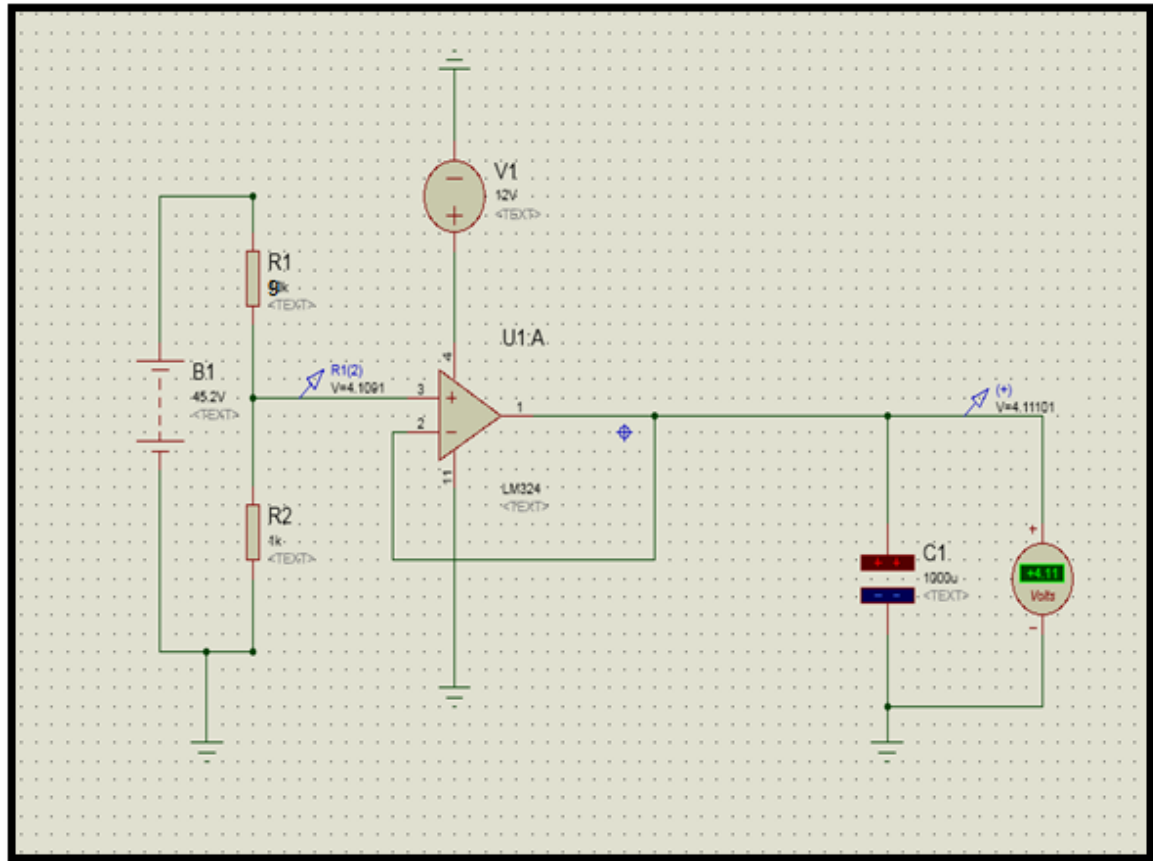 V1
12V
<TEXT>
R1
<TEXT>
U1:A
4
B1
45.2V
<TEXT>
R1(2)
V=4.1091
3
2
1
(+)
V=4.11101
11
LM324
<TEXT>
R2
1k
<TEXT>
C1
1000u
<TEXT>
+4.11
Volts